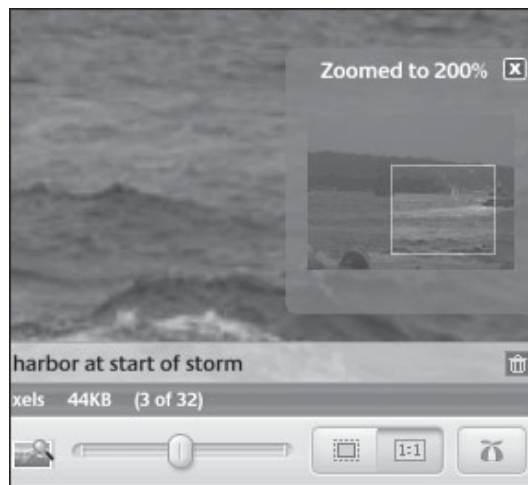 Zoomed to 200% X
harbor at start of storm
xels 44KB (3 of 32)
1:1